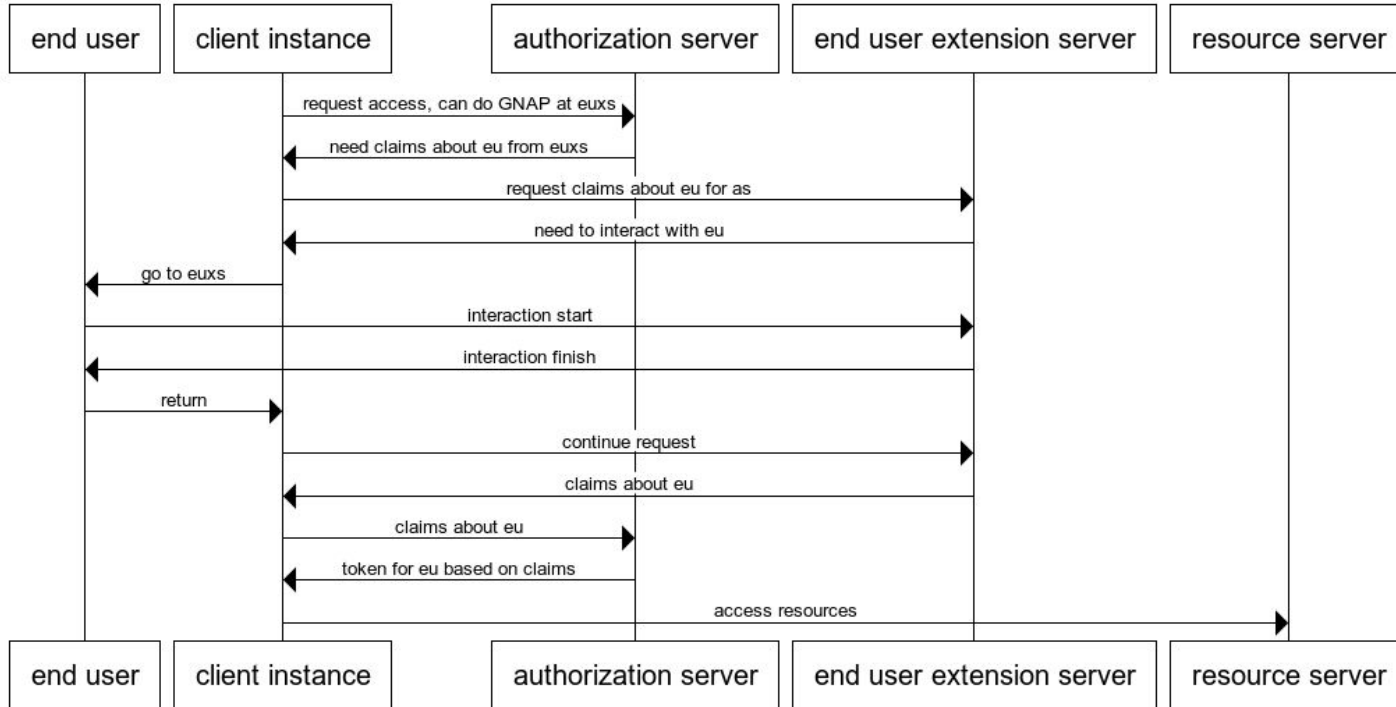 end user
client instance
authorization server
end user extension server
resource server
request access, can do GNAP at euxs
need claims about eu from euxs
request claims about eu for as
need to interact with eu
go to euxs
interaction start
interaction finish
return
continue request
claims about eu
claims about eu
token for eu based on claims
access resources
end user
client instance
authorization server
end user extension server
resource server